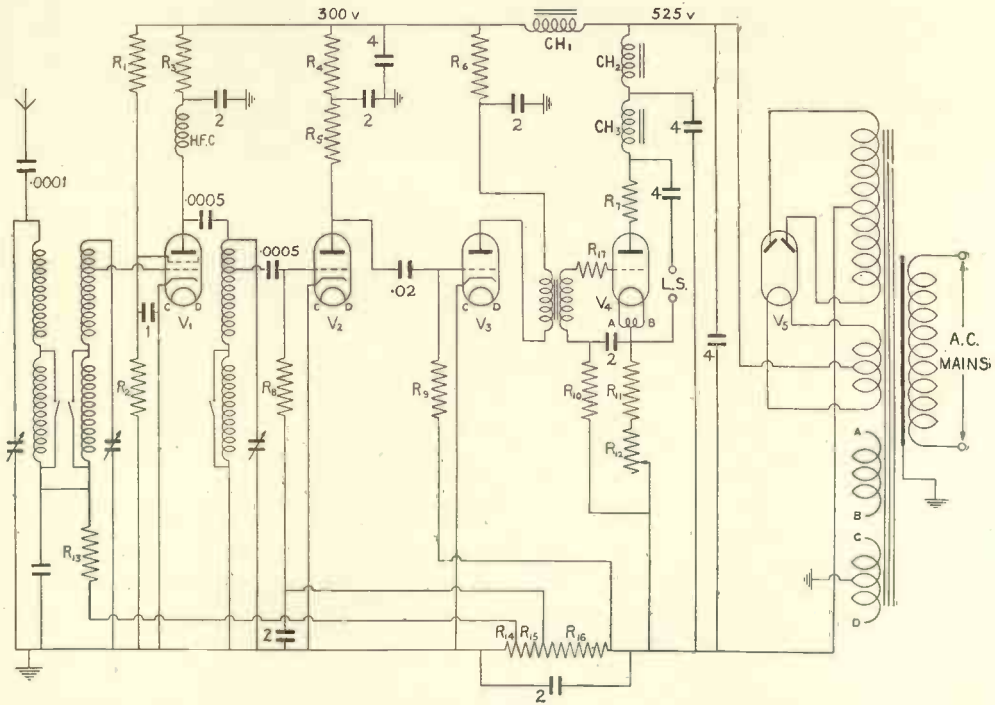 300 v
525 v
CH₁
R₁
R₃
R₄
4
R₆
CH₂
2
2
2
H.F.C
R₅
CH₃
4
.0001
4
R₇
.0005
.0005
R₁₇
.02
L.S.
C D
C D
C D
V₁
V₂
V₃
V₄
A B
V₅
1
2
4
A.C.
MAINS
R₂
R₈
R₉
R₁₀
R₁₁
R₁₂
A
B
C
D
R₁₃
2
R₁₄
R₁₅
R₁₆
2